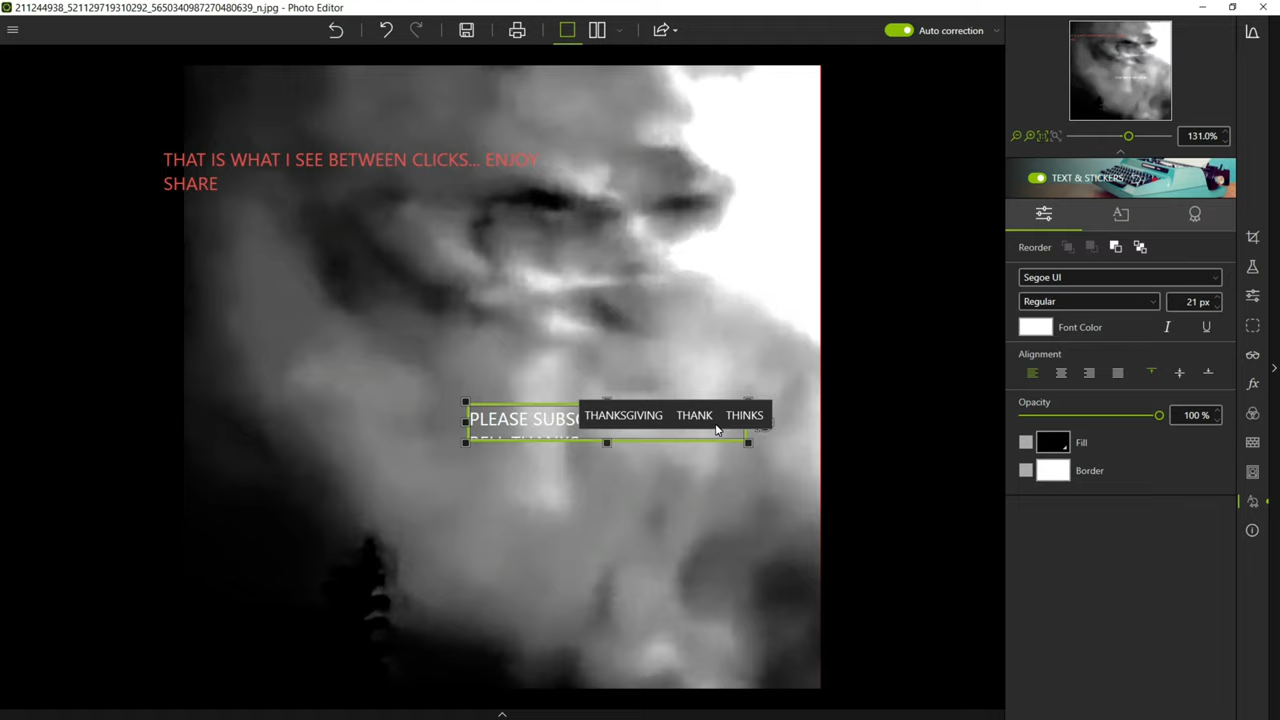 211244938_521129719310292_5650340987270480639_n.jpg - Photo Editor
Auto correction
131.0%
THAT IS WHAT I SEE BETWEEN CLICKS... ENJOY
SHARE
TEXT & STICKERS
Reorder
Segoe UI
Regular
21 px
Font Color
Alignment
Opacity
100 %
PLEASE
THANKSGIVING THANK THINKS
Fill
Border